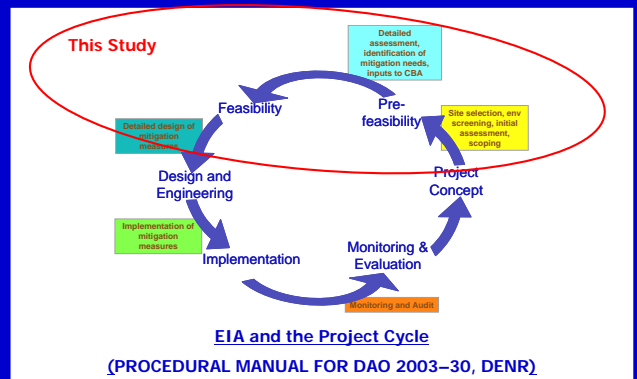 This Study
Detailed
assessment,
identification of
mitigation needs,
inputs to CBA
Feasibility
Pre-
feasibility
Site selection, env
screening, initial
assessment,
scoping
Detailed design of
mitigation
measures
Design and
Engineering
Project
Concept
Implementation of
mitigation
measures
Implementation
Monitoring &
Evaluation
Monitoring and Audit
EIA and the Project Cycle
(PROCEDURAL MANUAL FOR DAO 2003–30, DENR)